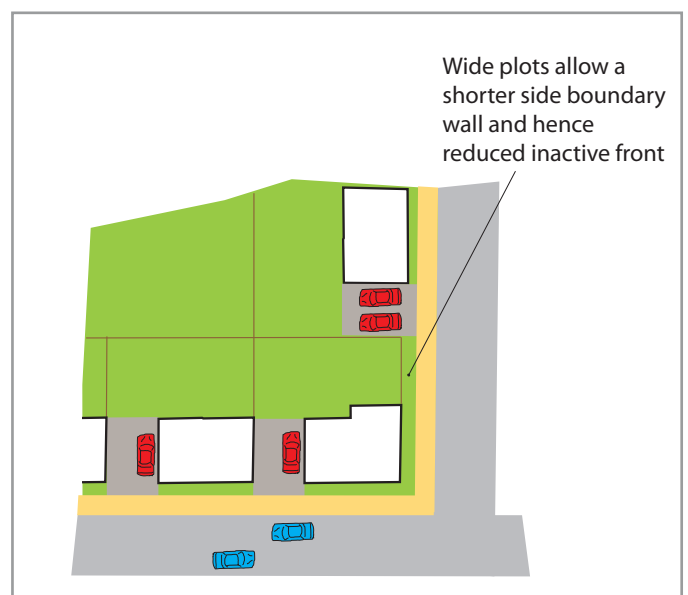 Wide plots allow a
shorter side boundary
wall and hence
reduced inactive front